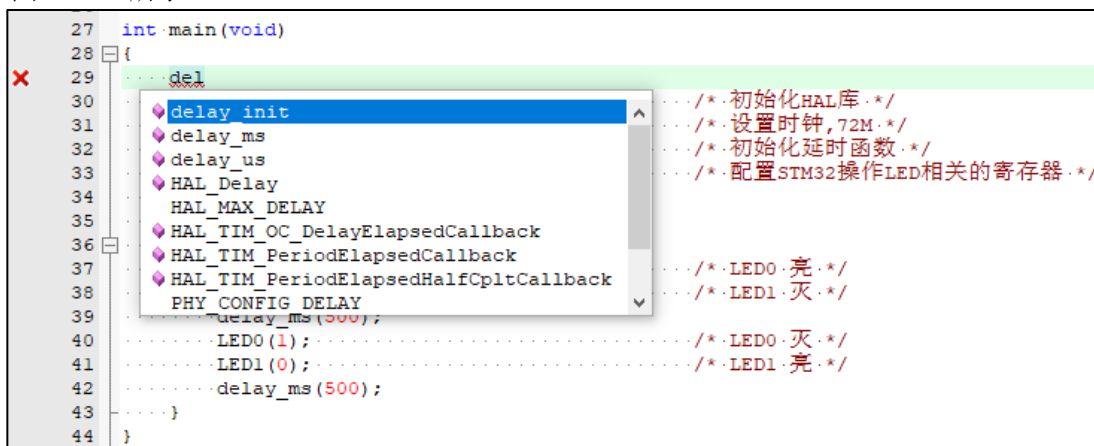 27 int main(void)
28 {
29 del
30 /* 初始化HAL库 */
31 /* 设置时钟,72M */
32 /* 初始化延时函数 */
33 /* 配置STM32操作LED相关的寄存器 */
34
35
36
37 /* LED0 亮 */
38 /* LED1 灭 */
39 delay_ms(500);
40 LED0(1); /* LED0 灭 */
41 LED1(0); /* LED1 亮 */
42 delay_ms(500);
43 }
44 }
delay_init
delay_ms
delay_us
HAL_Delay
HAL_MAX_DELAY
HAL_TIM_OC_DelayElapsedCallback
HAL_TIM_PeriodElapsedCallback
HAL_TIM_PeriodElapsedHalfCpltCallback
PHY_CONFIG_DELAY